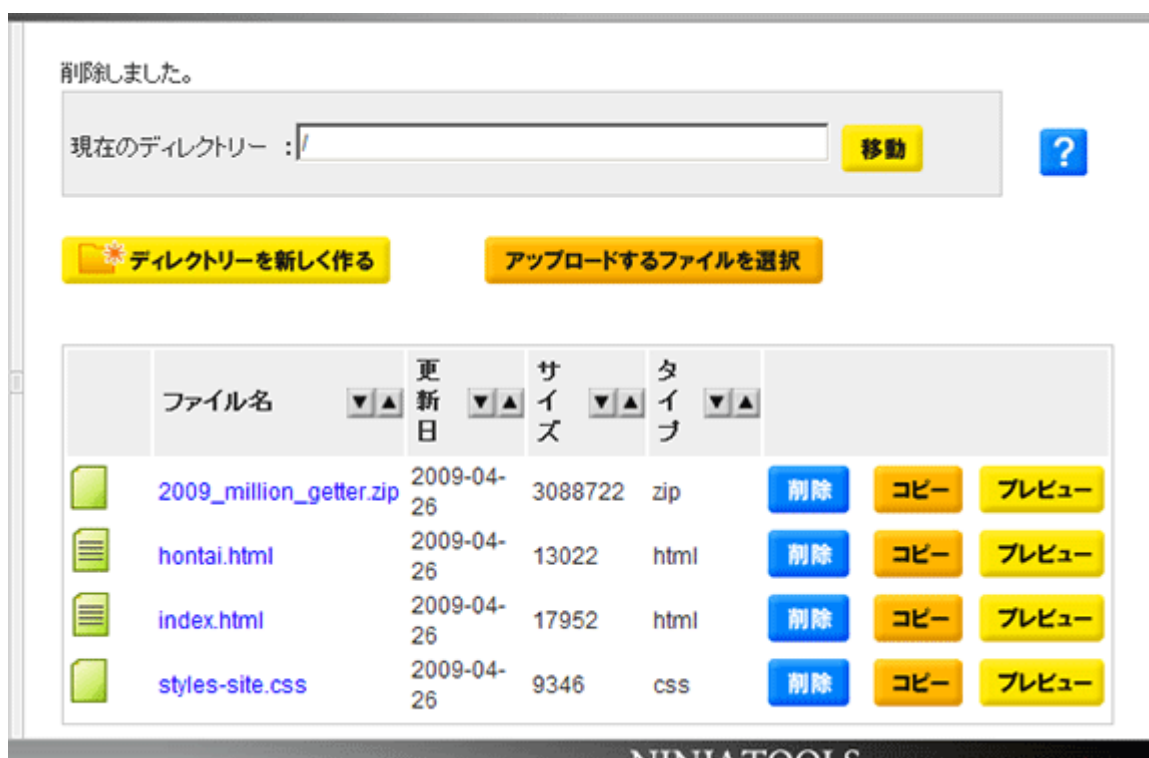 削除しました。
現在のディレクトリー :/ 移動 ?
ディレクトリーを新しく作る アップロードするファイルを選択
ファイル名 ▼▲ 更新日 ▼▲ サイズ ▼▲ タイプ ▼▲
2009_million_getter.zip 2009-04-26 3088722 zip 削除 コピー プレビュー
hontai.html 2009-04-26 13022 html 削除 コピー プレビュー
index.html 2009-04-26 17952 html 削除 コピー プレビュー
styles-site.css 2009-04-26 9346 css 削除 コピー プレビュー
NINJATOOLS